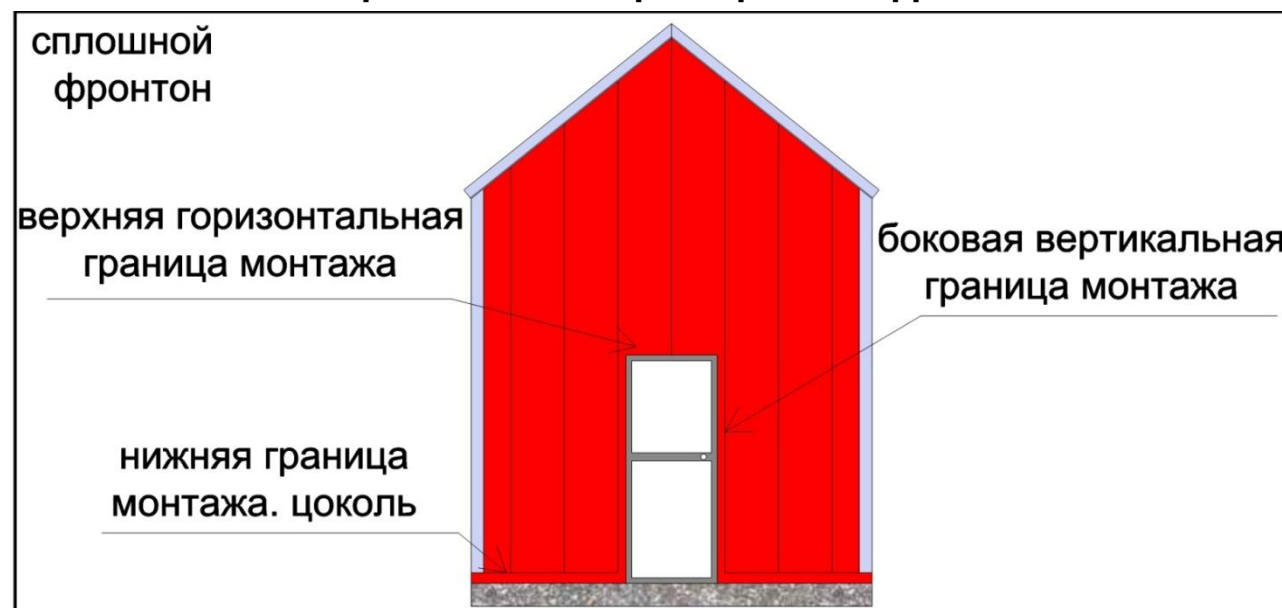 сплошной
фронтон
верхняя горизонтальная
граница монтажа
боковая вертикальная
граница монтажа
нижняя граница
монтажа. цоколь